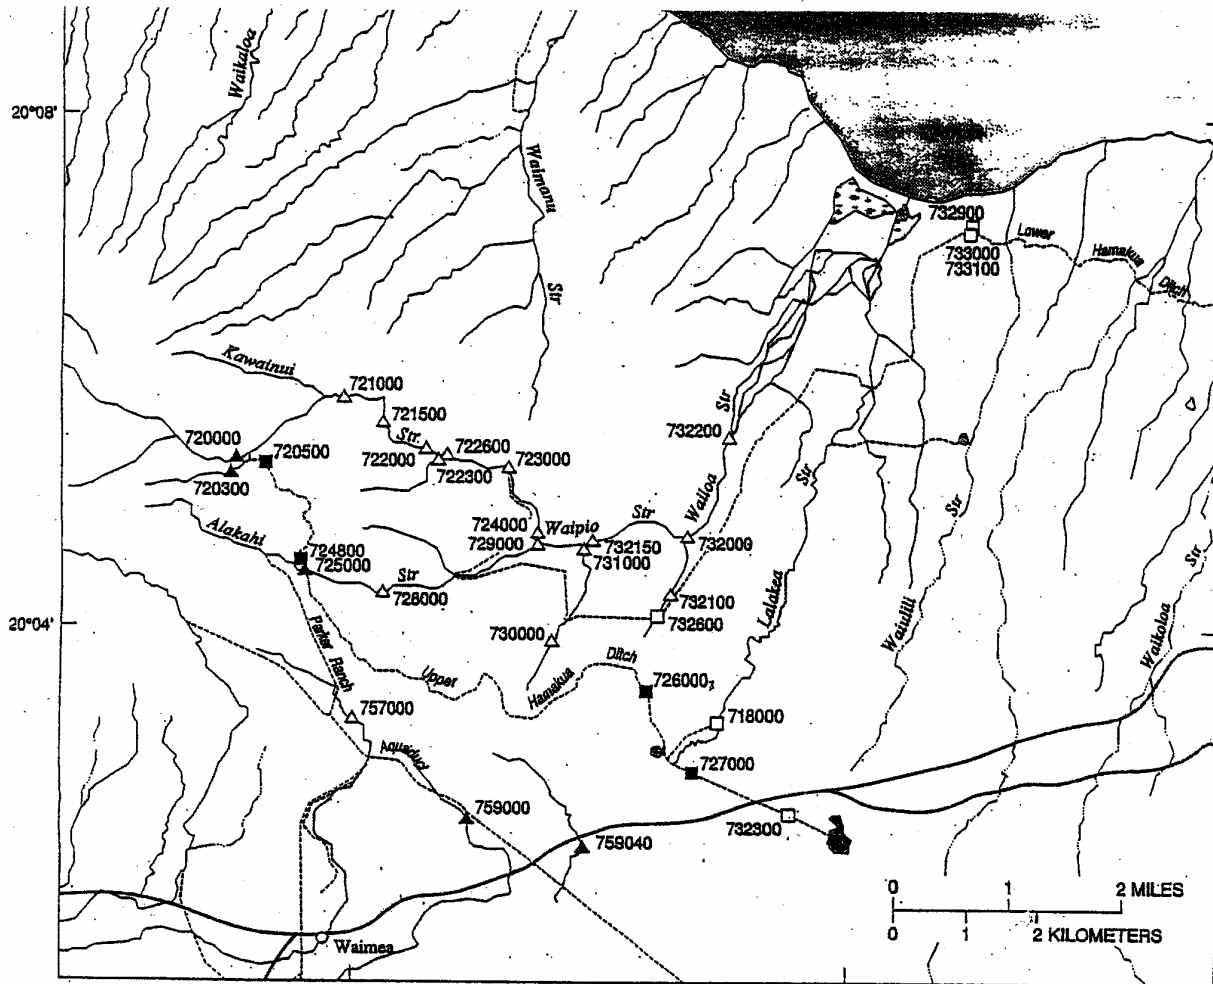 Waikaloa
20°08'
Waimanu
Str
732900
733000
733100
Lower
Hamakua
Ditch
Kawainui
721000
721500
Str.
720000
720500
722000
722600
722300
723000
732200
Str
720300
Wailoa
Str
Str
Alakahi
724000
Waipio
Str
729000
732150
732000
731000
724800
725000
Str
728000
732100
Lalakea
Str
20°04'
732600
730000
Parker
Ranch
Upper
Hamakua
Ditch
726000
Waiulili
Waikoloa
757000
718000
Aquaduct
727000
759000
732300
759040
0 1 2 MILES
0 1 2 KILOMETERS
Waimea